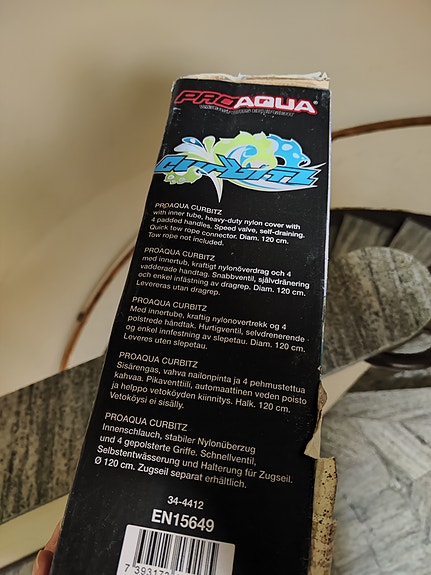 PROAQUA®
WATERSPORTS EQUIPMENT
CURBITZ
PROAQUA CURBITZ
with inner tube, heavy-duty nylon cover with
4 padded handles. Speed valve, self-draining.
Quick tow rope connector. Diam. 120 cm.
Tow rope not included.
PROAQUA CURBITZ
med innertub, kraftigt nylonöverdrag och 4
vadderade handtag. Snabbventil, självdränering
och enkel infästning av dragrep. Diam. 120 cm.
Levereras utan dragrep.
PROAQUA CURBITZ
Med innertube, kraftig nylonovertrekk og 4
polstrede håndtak. Hurtigventil, selvdrenerende
og enkel innfestning av slepetau. Diam. 120 cm.
Leveres uten slepetau.
PROAQUA CURBITZ
Sisärengas, vahva nailonpinta ja 4 pehmustettua
kahvaa. Pikaventtiili, automaattinen veden poisto
ja helppo vetoköyden kiinnitys. Halk. 120 cm.
Vetoköysi ei sisälly.
PROAQUA CURBITZ
Innenschlauch, stabiler Nylonüberzug
und 4 gepolsterte Griffe. Schnellventil,
Selbstentwässerung und Halterung für Zugseil.
Ø 120 cm. Zugseil separat erhältlich.
34-4412
EN15649